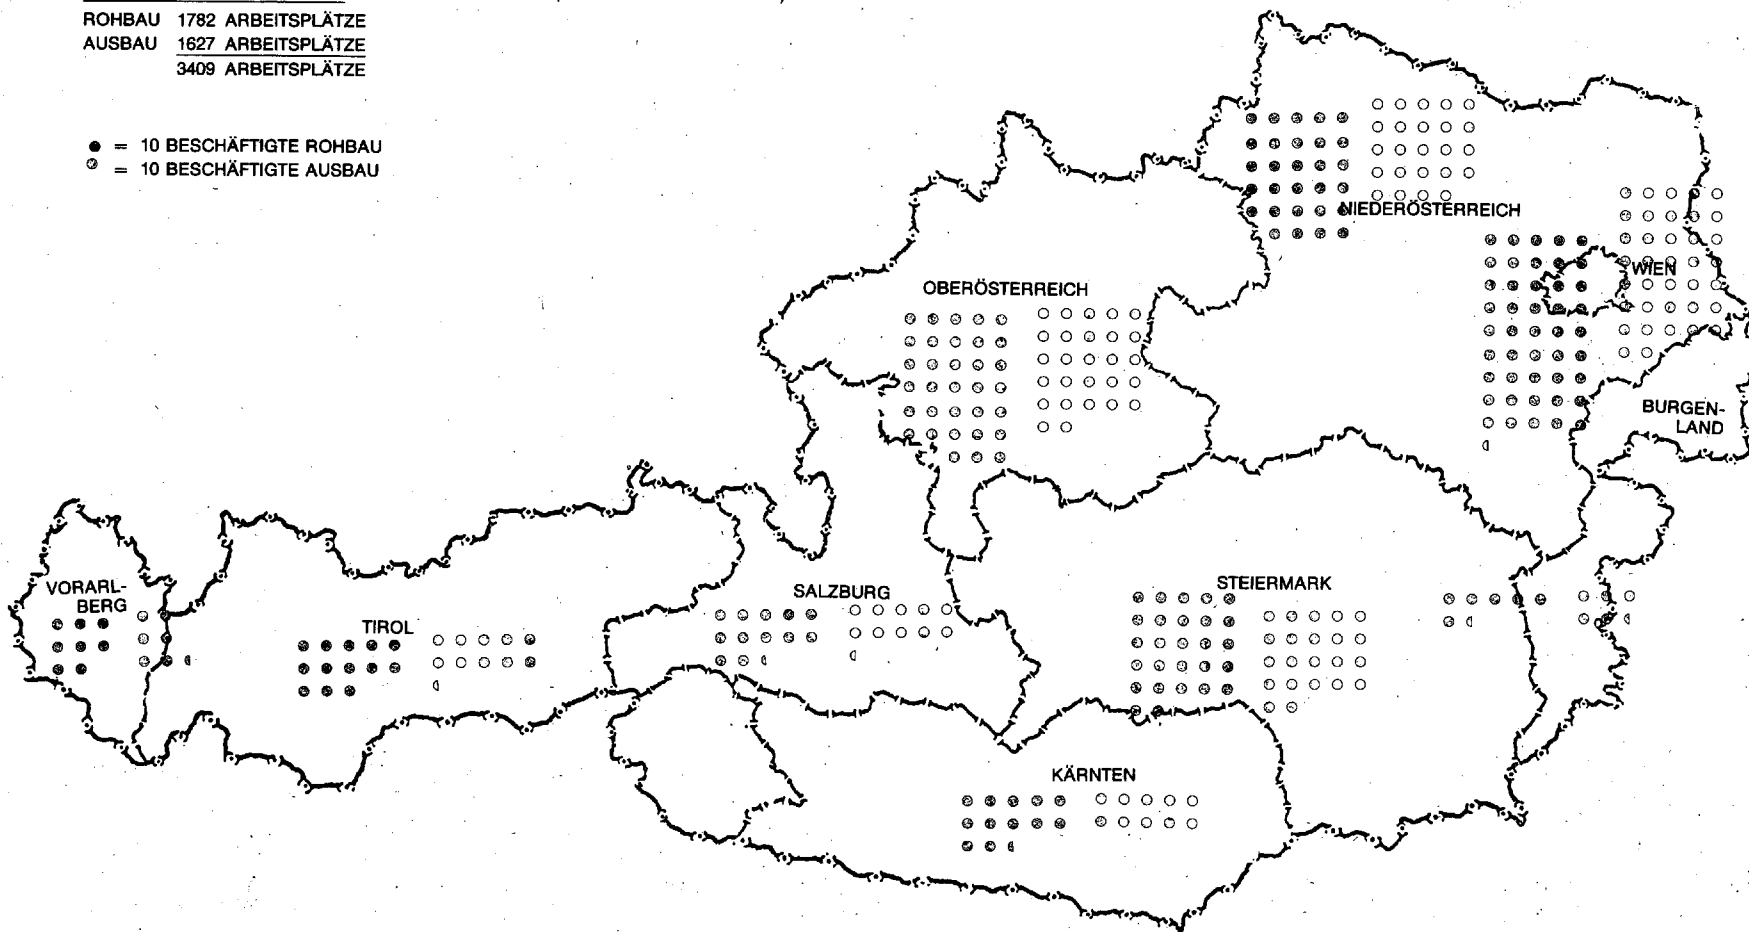 ROHBAU 1782 ARBEITSPLÄTZE
AUSBAU 1627 ARBEITSPLÄTZE
3409 ARBEITSPLÄTZE
= 10 BESCHÄFTIGTE ROHBAU
= 10 BESCHÄFTIGTE AUSBAU
NIEDERÖSTERREICH
WIEN
OBERÖSTERREICH
BURGEN-
LAND
VORARL-
BERG
TIROL
SALZBURG
STEIERMARK
KÄRNTEN